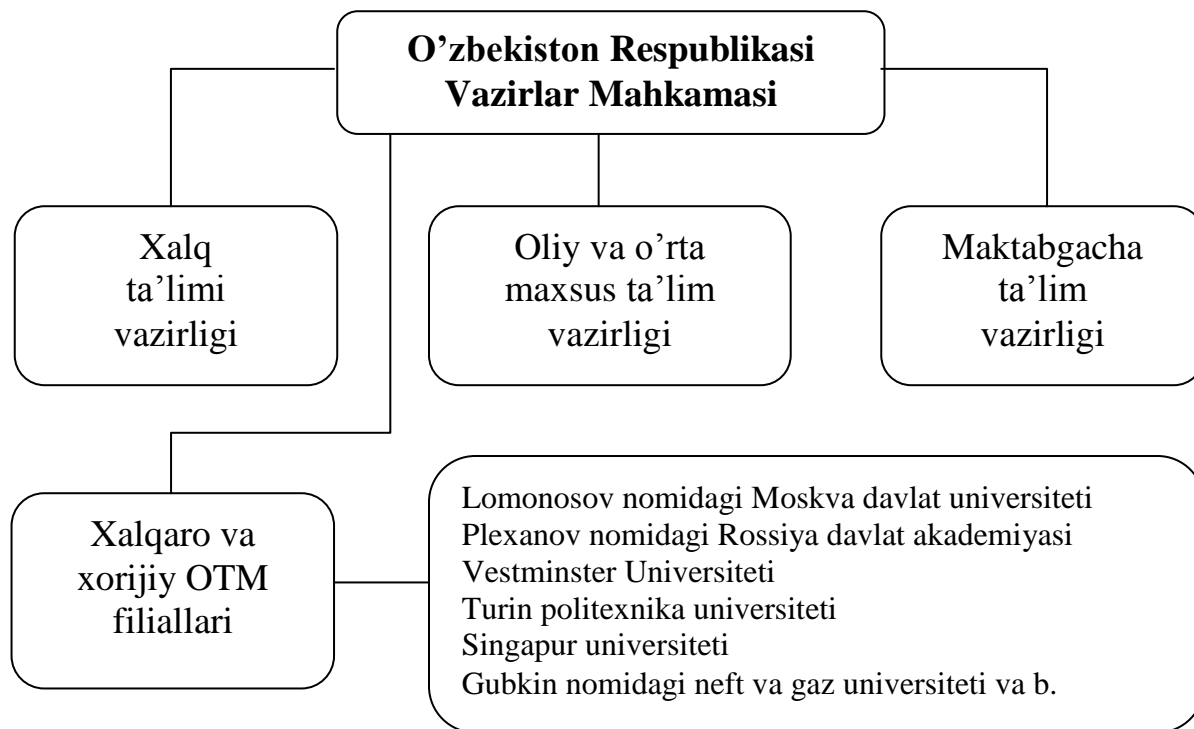 O’zbekiston Respublikasi
Vazirlar Mahkamasi
Xalq
ta’limi
vazirligi
Oliy va o’rta
maxsus ta’lim
vazirligi
Maktabgacha
ta’lim
vazirligi
Xalqaro va
xorijiy OTM
filiallari
Lomonosov nomidagi Moskva davlat universiteti
Plexanov nomidagi Rossiya davlat akademiyasi
Vestminster Universiteti
Turin politexnika universiteti
Singapur universiteti
Gubkin nomidagi neft va gaz universiteti va b.